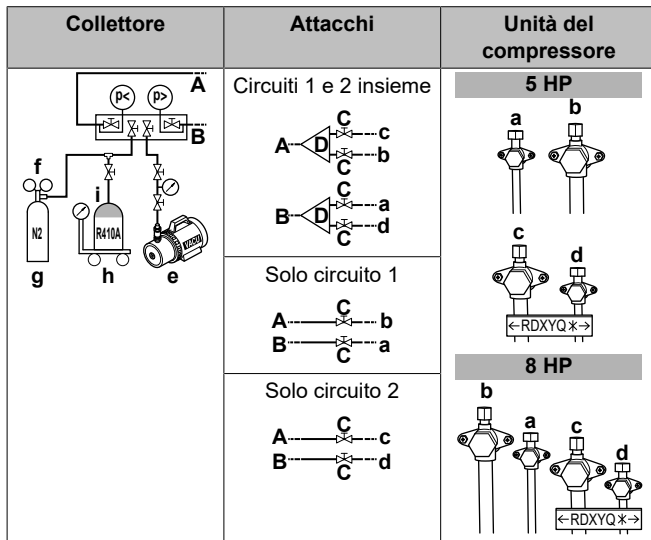 Collettore
Attacchi
Unità del
compressore
p<
p>
A
B
f
i
N2
R410A
VACU
g
h
e
Circuiti 1 e 2 insieme
C
A
D
c
b
C
C
B
D
a
d
C
Solo circuito 1
C
A
b
B
a
C
Solo circuito 2
C
A
c
B
d
C
5 HP
a
b
c
d
←RDXYQ✳→
8 HP
b
a
c
d
←RDXYQ✳→